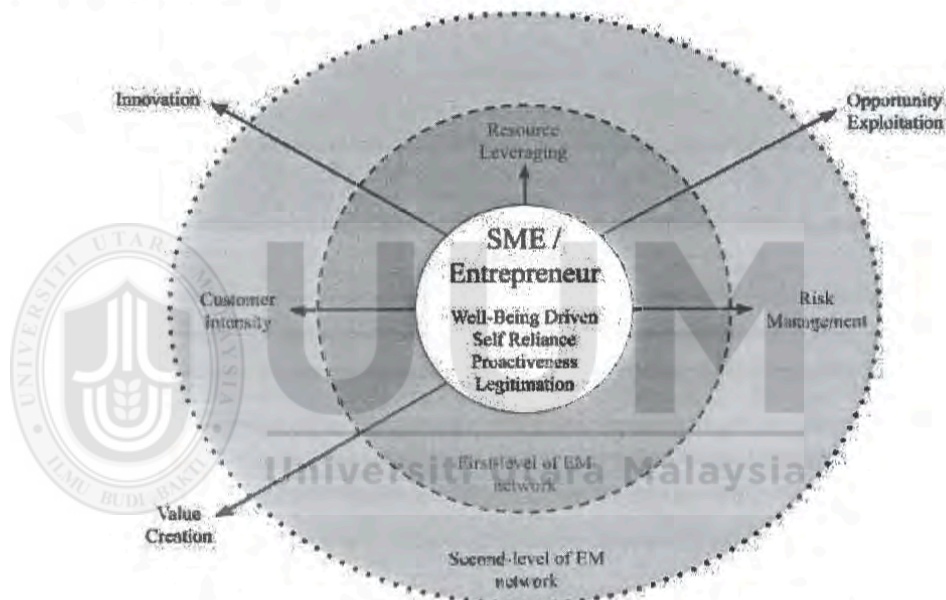 Innovation
Opportunity
Exploitation
Resource
Leveraging
SME /
Entrepreneur
Well-Being Driven
Self Reliance
Proactiveness
Legitimation
Customer
Intensity
Risk
Management
First-level of EM
network
Value
Creation
Second-level of EM
network
UUM
Universiti Utara Malaysia
UNIVERSITI UTARA MALAYSIA
ILMU BUDI BAKTI